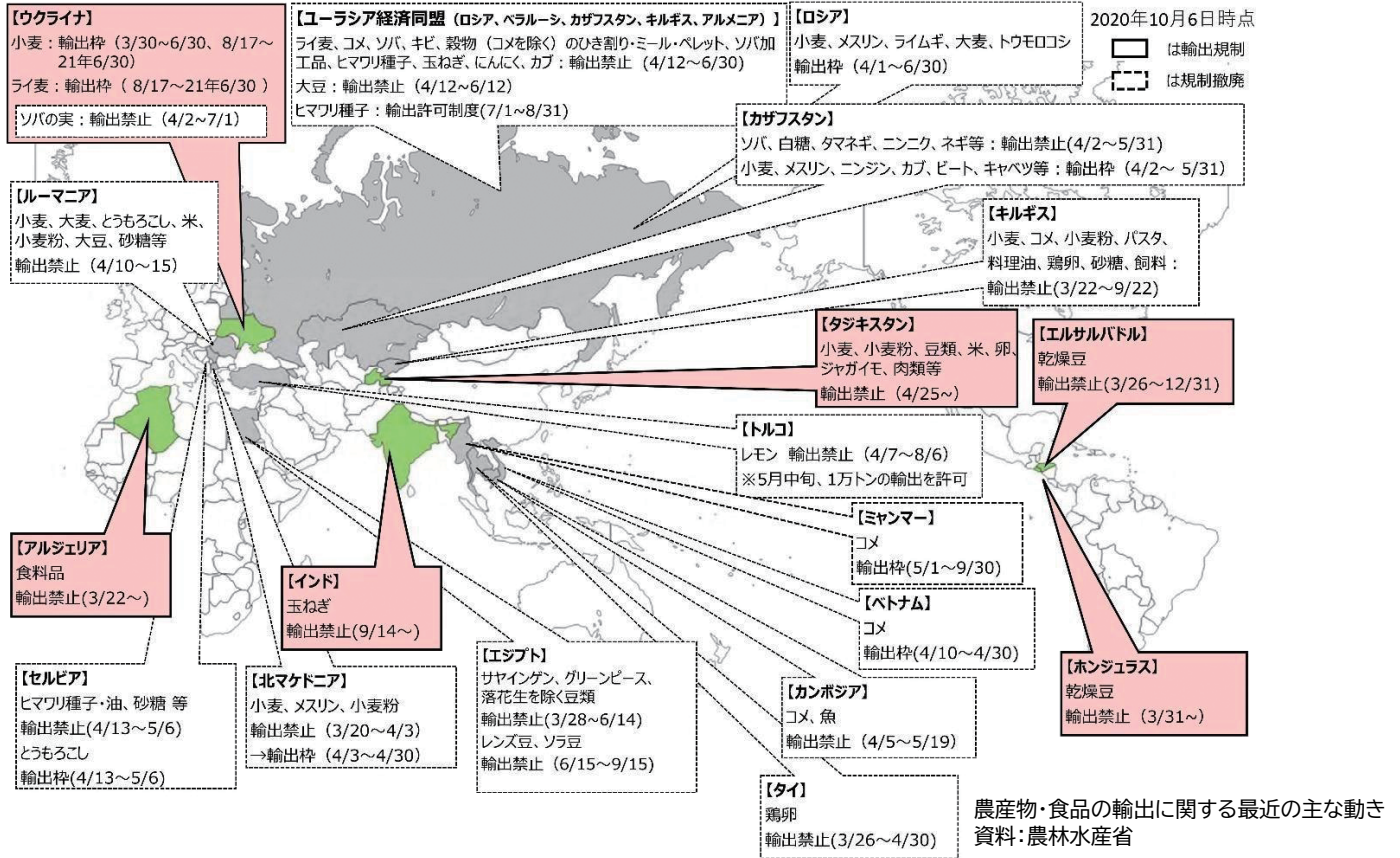 【ウクライナ】
小麦：輸出枠（3/30~6/30、8/17～
21年6/30）
ライ麦：輸出枠（ 8/17～21年6/30 ）
ソバの実：輸出禁止（4/2~7/1）
【ユーラシア経済同盟（ロシア、ベラルーシ、カザフスタン、キルギス、アルメニア）】
ライ麦、コメ、ソバ、キビ、穀物（コメを除く）のひき割り･ミール･ペレット、ソバ加
工品、ヒマワリ種子、玉ねぎ、にんにく、カブ：輸出禁止（4/12～6/30）
大豆：輸出禁止（4/12～6/12）
ヒマワリ種子：輸出許可制度(7/1~8/31)
【ロシア】
小麦、メスリン、ライムギ、大麦、トウモロコシ
輸出枠（4/1～6/30）
2020年10月6日時点
は輸出規制
は規制撤廃
【カザフスタン】
ソバ、白糖、タマネギ、ニンニク、ネギ等：輸出禁止(4/2～5/31)
小麦、メスリン、ニンジン、カブ、ビート、キャベツ等：輸出枠（4/2～ 5/31）
【ルーマニア】
小麦、大麦、とうもろこし、米、
小麦粉、大豆、砂糖等
輸出禁止（4/10～15）
【キルギス】
小麦、コメ、小麦粉、パスタ、
料理油、鶏卵、砂糖、飼料：
輸出禁止(3/22～9/22)
【タジキスタン】
小麦、小麦粉、豆類、米、卵、
ジャガイモ、肉類等
輸出禁止（4/25~）
【エルサルバドル】
乾燥豆
輸出禁止(3/26～12/31)
【トルコ】
レモン 輸出禁止（4/7～8/6）
※5月中旬、1万トンの輸出を許可
【ミャンマー】
コメ
輸出枠(5/1～9/30)
【アルジェリア】
食料品
輸出禁止(3/22～)
【インド】
玉ねぎ
輸出禁止(9/14～)
【ベトナム】
コメ
輸出枠(4/10～4/30)
【セルビア】
ヒマワリ種子･油、砂糖 等
輸出禁止(4/13～5/6)
とうもろこし
輸出枠(4/13～5/6)
【北マケドニア】
小麦、メスリン、小麦粉
輸出禁止（3/20～4/3）
→輸出枠（4/3～4/30）
【エジプト】
サヤインゲン、グリーンピース、
落花生を除く豆類
輸出禁止(3/28～6/14)
レンズ豆、ソラ豆
輸出禁止（6/15～9/15）
【カンボジア】
コメ、魚
輸出禁止（4/5～5/19）
【ホンジュラス】
乾燥豆
輸出禁止（3/31~）
【タイ】
鶏卵
輸出禁止(3/26～4/30)
農産物･食品の輸出に関する最近の主な動き
資料：農林水産省